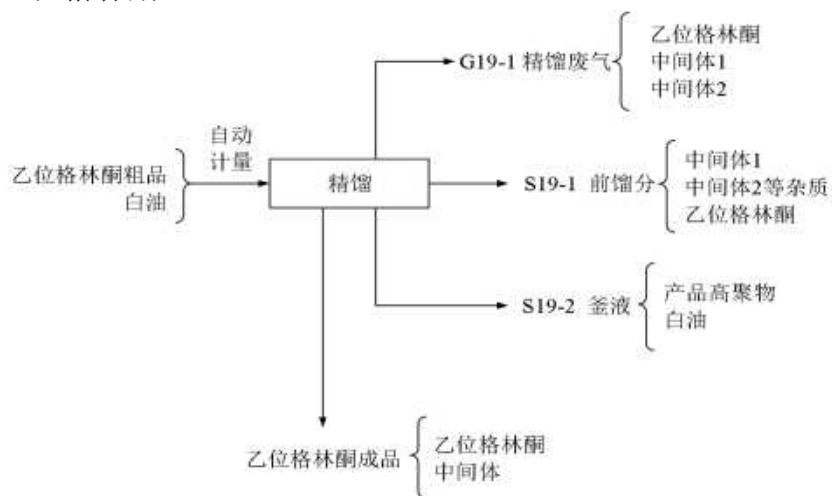 G19-1 精馏废气
乙位格林酮
中间体1
中间体2
自动
计量
乙位格林酮粗品
白油
精馏
S19-1 前馏分
中间体1
中间体2等杂质
乙位格林酮
S19-2 釜液
产品高聚物
白油
乙位格林酮成品
乙位格林酮
中间体